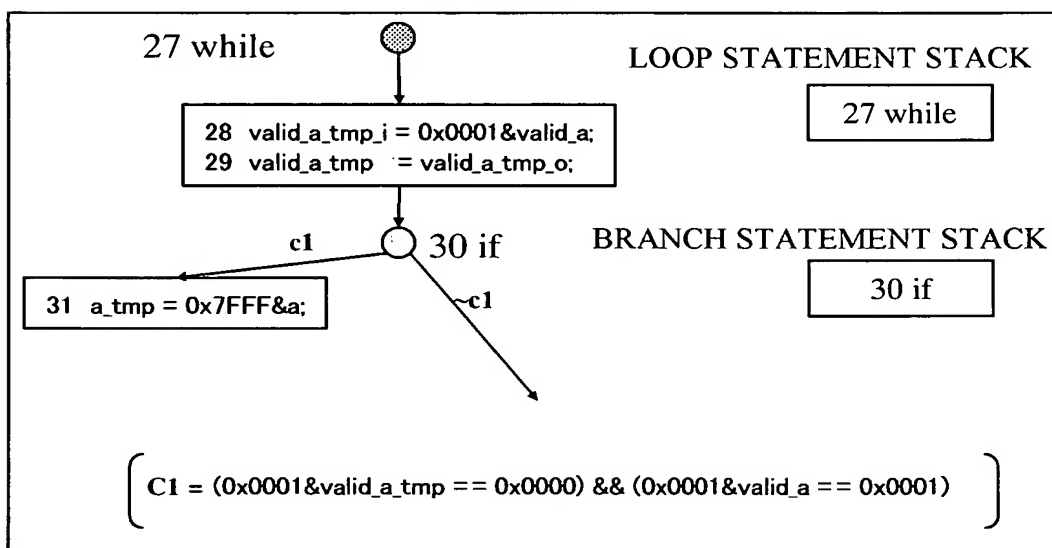 27 while
LOOP STATEMENT STACK
27 while
28 valid_a_tmp_i = 0x0001&valid_a;
29 valid_a_tmp = valid_a_tmp_o;
c1
30 if
BRANCH STATEMENT STACK
30 if
31 a_tmp = 0x7FFF&a;
~c1
C1 = (0x0001&valid_a_tmp == 0x0000) && (0x0001&valid_a == 0x0001)